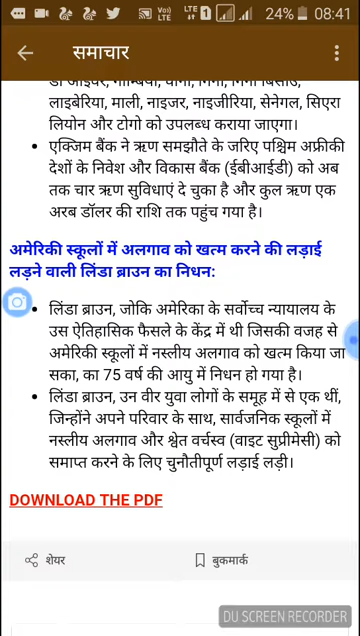 Vo) LTE LTE 1 24% 08:41
समाचार
लाइबेरिया, माली, नाइजर, नाइजीरिया, सेनेगल, सिएरा
लियोन और टोगो को उपलब्ध कराया जाएगा।
एक्जिम बैंक ने ऋण समझौते के जरिए पश्चिम अफ्रीकी
देशों के निवेश और विकास बैंक (ईबीआईडी) को अब
तक चार ऋण सुविधाएं दे चुका है और कुल ऋण एक
अरब डॉलर की राशि तक पहुंच गया है।
अमेरिकी स्कूलों में अलगाव को खत्म करने की लड़ाई
लड़ने वाली लिंडा ब्राउन का निधन:
लिंडा ब्राउन, जोकि अमेरिका के सर्वोच्च न्यायालय के
उस ऐतिहासिक फैसले के केंद्र में थी जिसकी वजह से
अमेरिकी स्कूलों में नस्लीय अलगाव को खत्म किया जा
सका, का 75 वर्ष की आयु में निधन हो गया है।
लिंडा ब्राउन, उन वीर युवा लोगों के समूह में से एक थीं,
जिन्होंने अपने परिवार के साथ, सार्वजनिक स्कूलों में
नस्लीय अलगाव और श्वेत वर्चस्व (वाइट सुप्रीमेसी) को
समाप्त करने के लिए चुनौतीपूर्ण लड़ाई लड़ी।
DOWNLOAD THE PDF
शेयर बुकमार्क
DU SCREEN RECORDER